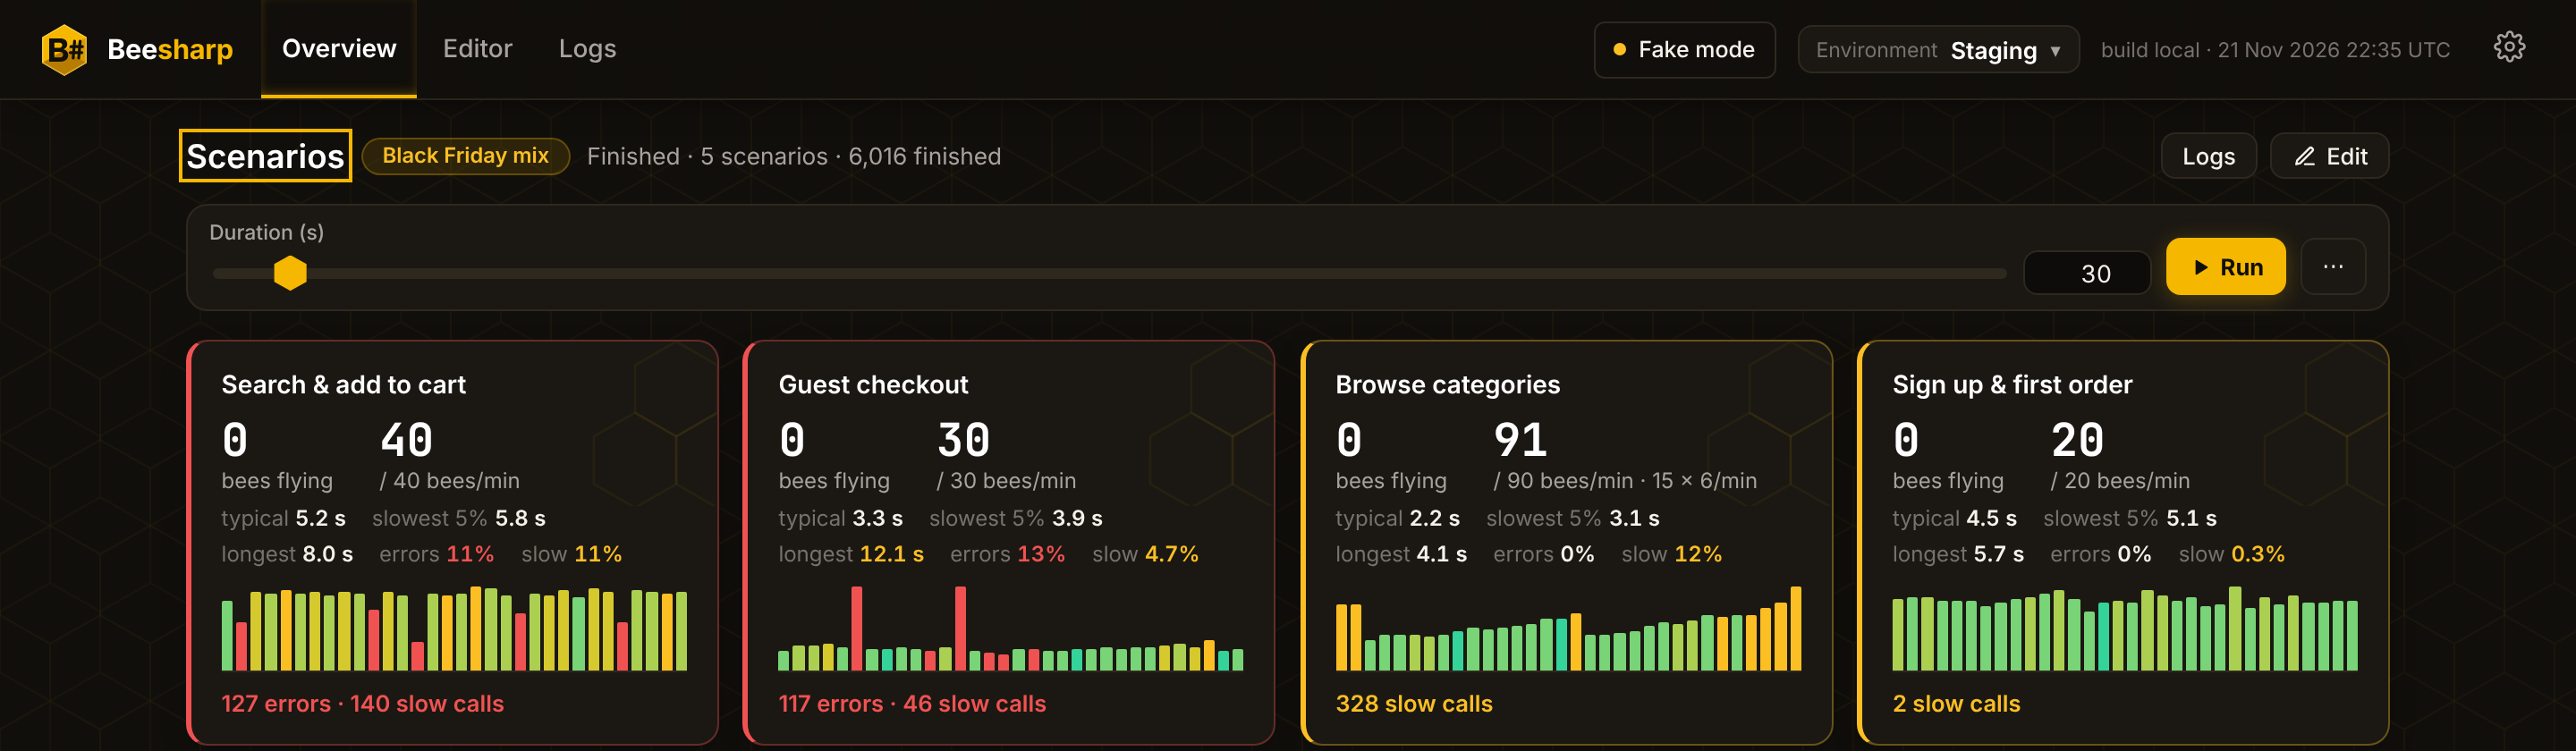 B# Beesharp Overview Editor Logs Fake mode Environment Staging ▾ build local · 21 Nov 2026 22:35 UTC
Scenarios Black Friday mix Finished · 5 scenarios · 6,016 finished Logs Edit
Duration (s)
30 Run ···
Search & add to cart
0 40
bees flying / 40 bees/min
typical 5.2 s slowest 5% 5.8 s
longest 8.0 s errors 11% slow 11%
127 errors · 140 slow calls
Guest checkout
0 30
bees flying / 30 bees/min
typical 3.3 s slowest 5% 3.9 s
longest 12.1 s errors 13% slow 4.7%
117 errors · 46 slow calls
Browse categories
0 91
bees flying / 90 bees/min · 15 × 6/min
typical 2.2 s slowest 5% 3.1 s
longest 4.1 s errors 0% slow 12%
328 slow calls
Sign up & first order
0 20
bees flying / 20 bees/min
typical 4.5 s slowest 5% 5.1 s
longest 5.7 s errors 0% slow 0.3%
2 slow calls